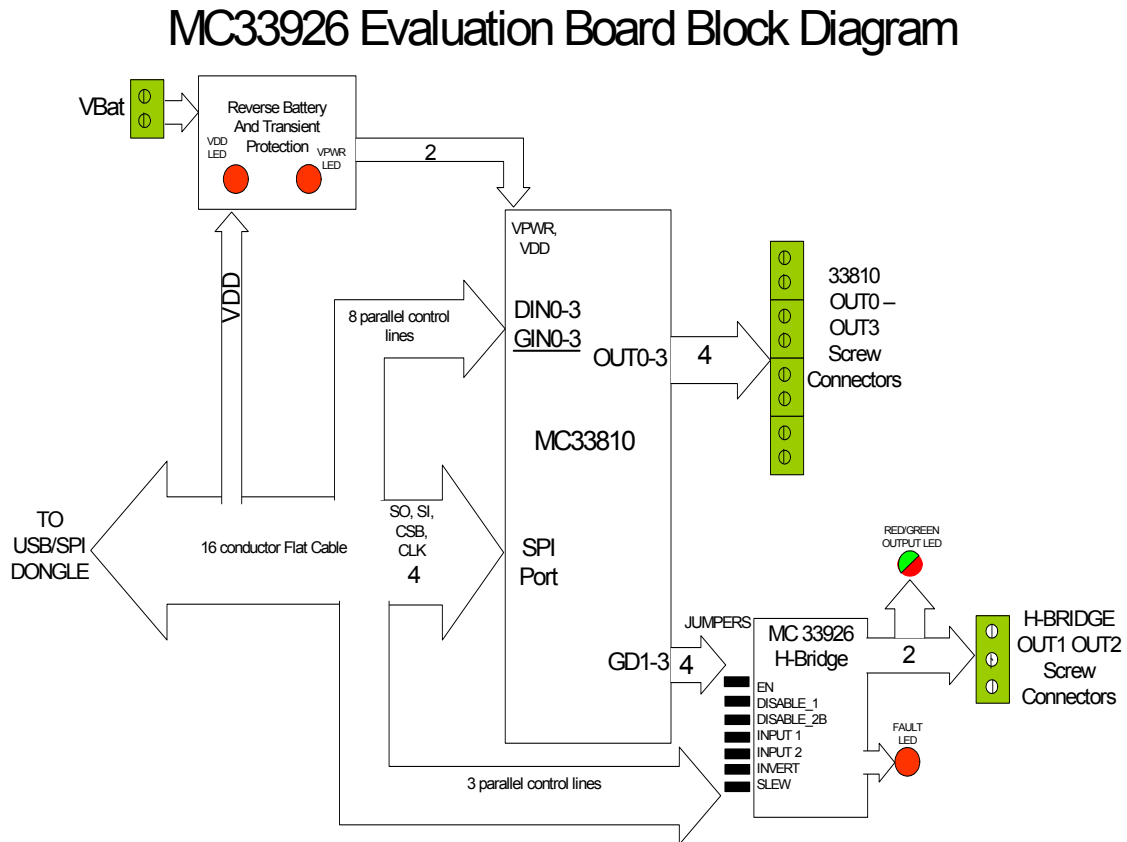 MC33926 Evaluation Board Block Diagram
VBat
Reverse Battery
And Transient
Protection
VDD
LED
VPWR
LED
2
VPWR,
VDD
VDD
8 parallel control
lines
DIN0-3
GIN0-3
OUT0-3
4
33810
OUT0 –
OUT3
Screw
Connectors
MC33810
TO
USB/SPI
DONGLE
16 conductor Flat Cable
SO, SI,
CSB,
CLK
4
SPI
Port
RED/GREEN
OUTPUT LED
JUMPERS
GD1-3
4
MC 33926
H-Bridge
2
H-BRIDGE
OUT1 OUT2
Screw
Connectors
EN
DISABLE_1
DISABLE_2B
INPUT 1
INPUT 2
INVERT
SLEW
FAULT
LED
3 parallel control lines